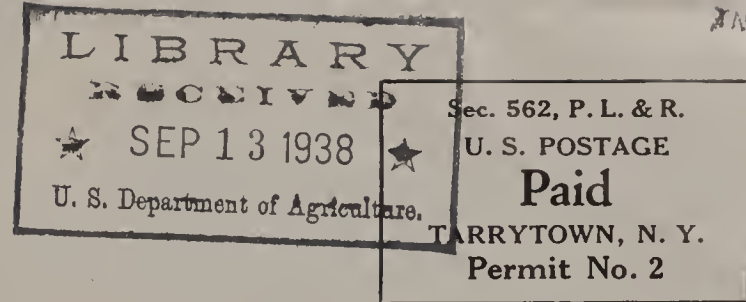 LIBRARY
RECEIVED
★ SEP 13 1938 ★
U. S. Department of Agriculture.
Sec. 562, P. L. & R.
U. S. POSTAGE
Paid
TARRYTOWN, N. Y.
Permit No. 2